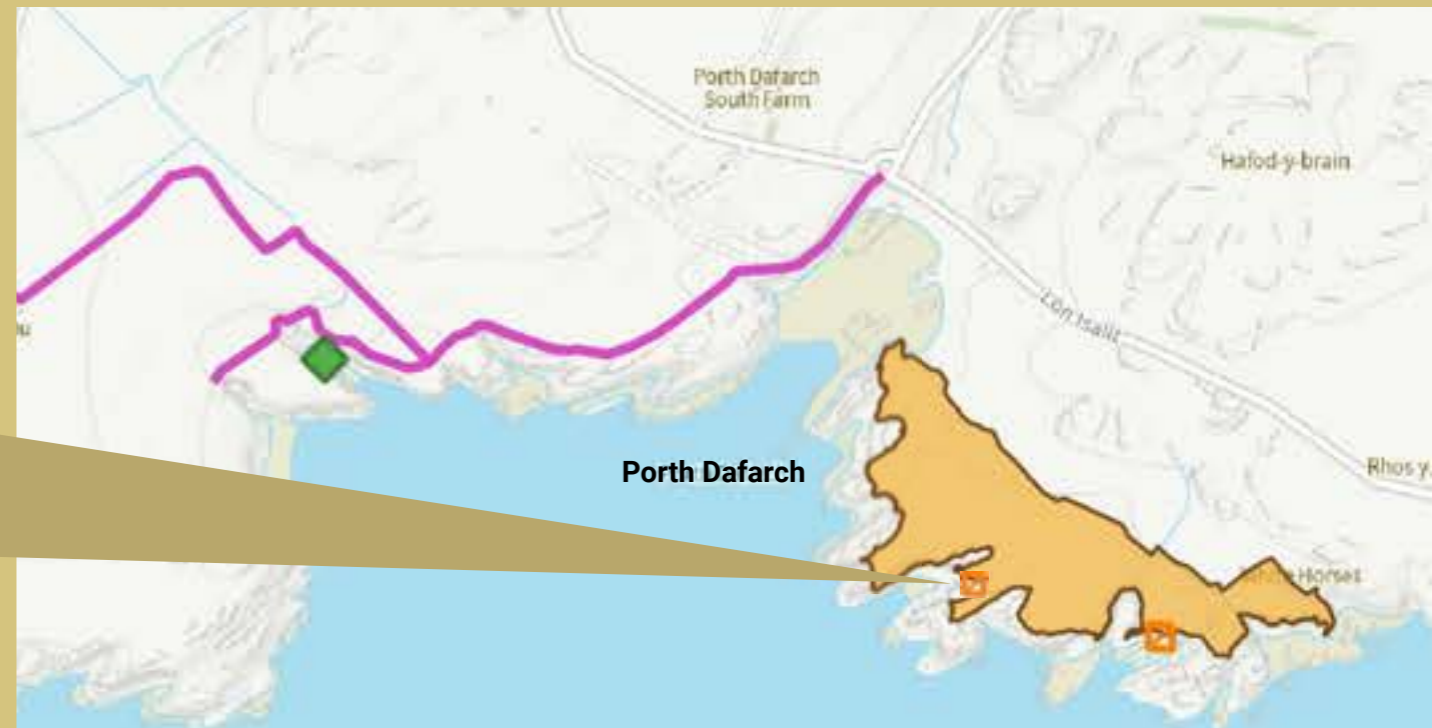 Porth Dafarch
South Farm
Hafod-y-brain
Lon Isallt
Porth Dafarch
Rhos y
Horses